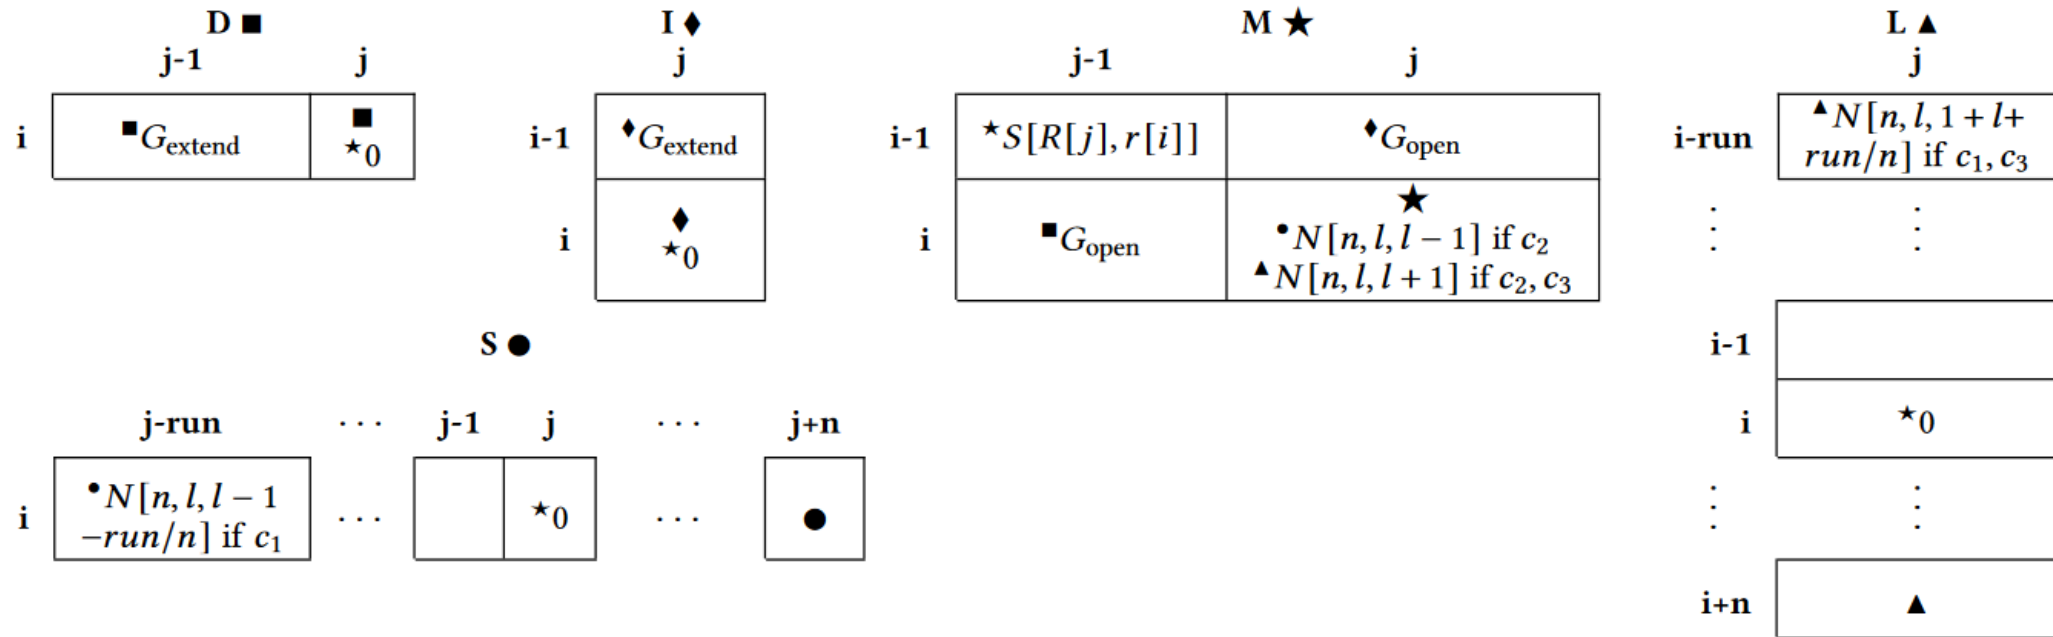 D ■ I ♦ M ★ L ▲
j-1 j j j-1 j j
i ■G_extend ■ i-1 ♦G_extend i-1 ★S[R[j], r[i]] ♦G_open i-run ▲N[n, l, 1 + l+
★0 run/n] if c₁, c₃
i ♦ i ■G_open ★ ⋮ ⋮
★0 •N[n, l, l − 1] if c₂
▲N[n, l, l + 1] if c₂, c₃
S ● i-1
j-run · · · j-1 j · · · j+n i ★0
i •N[n, l, l − 1 · · · ★0 · · · ● ⋮ ⋮
−run/n] if c₁
i+n ▲